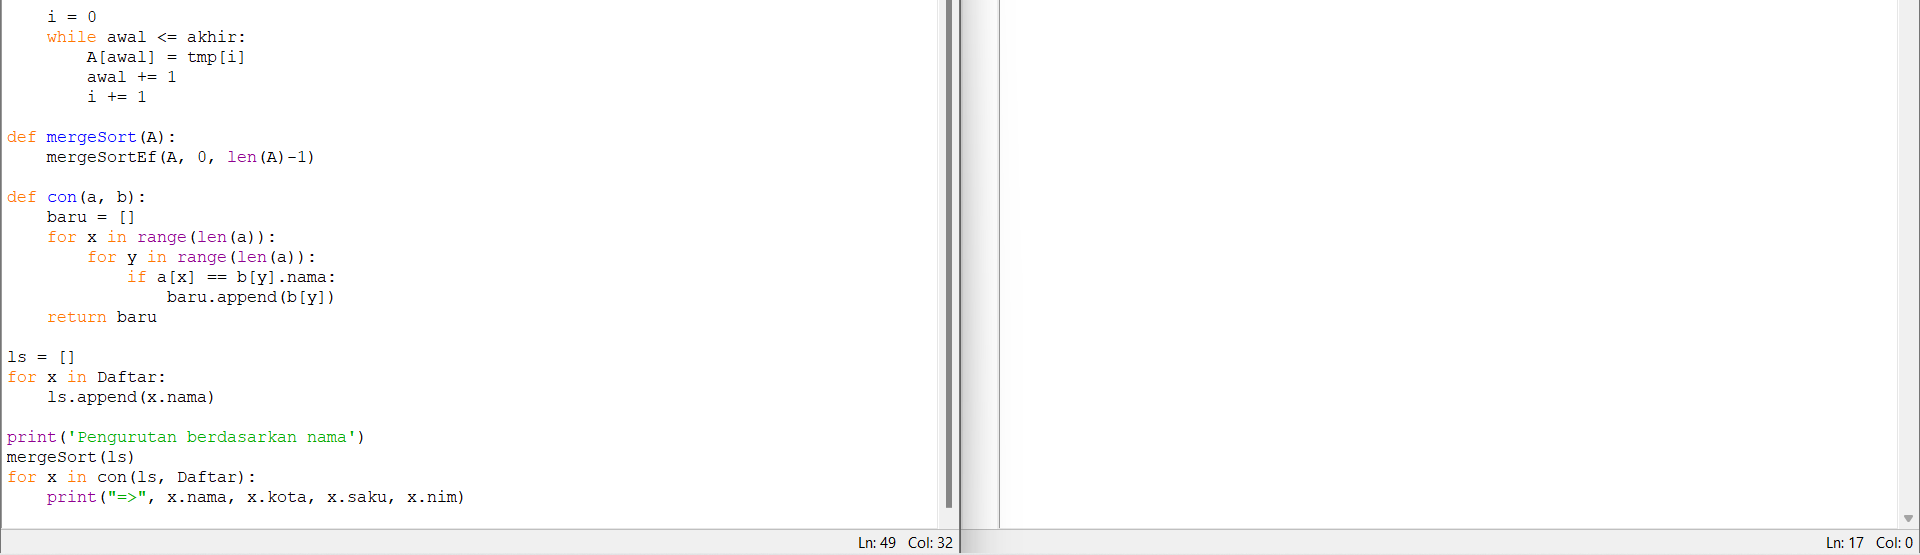 i = 0
while awal <= akhir:
A[awal] = tmp[i]
awal += 1
i += 1
def mergeSort(A):
mergeSortEf(A, 0, len(A)-1)
def con(a, b):
baru = []
for x in range(len(a)):
for y in range(len(a)):
if a[x] == b[y].nama:
baru.append(b[y])
return baru
ls = []
for x in Daftar:
ls.append(x.nama)
print('Pengurutan berdasarkan nama')
mergeSort(ls)
for x in con(ls, Daftar):
print("=>", x.nama, x.kota, x.saku, x.nim)
Ln: 49 Col: 32
Ln: 17 Col: 0